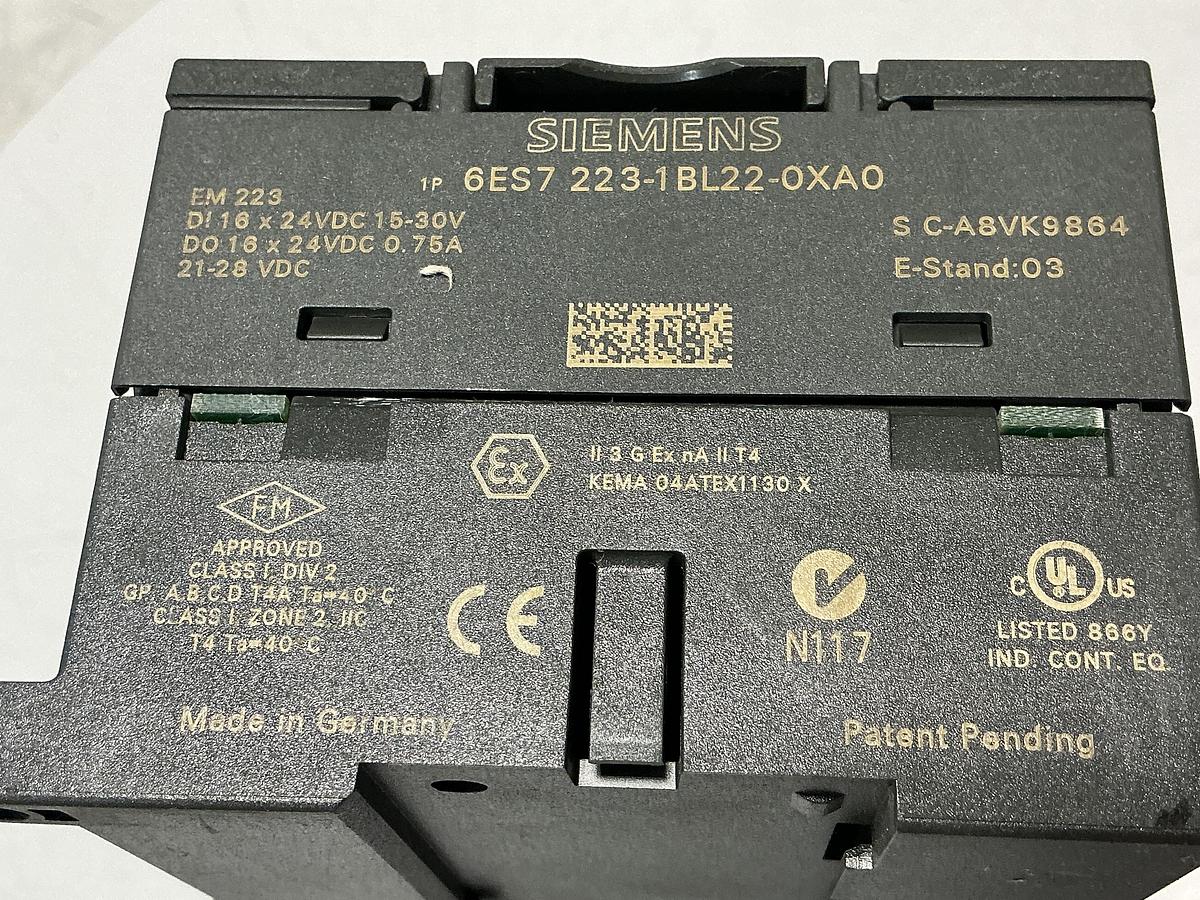 SIEMENS
1P 6ES7 223-1BL22-0XA0
EM 223
DI 16 x 24VDC 15-30V
DO 16 x 24VDC 0.75A
21-28 VDC
S C-A8VK9864
E-Stand:03
Ex
II 3 G Ex nA II T4
KEMA 04ATEX1130 X
FM
APPROVED
CLASS I, DIV 2
GP. A.B.C.D T4A Ta=40° C
CLASS I, ZONE 2, IIC
T4 Ta=40° C
CE
N117
C UL US
LISTED 866Y
IND. CONT. EQ.
Made in Germany
Patent Pending